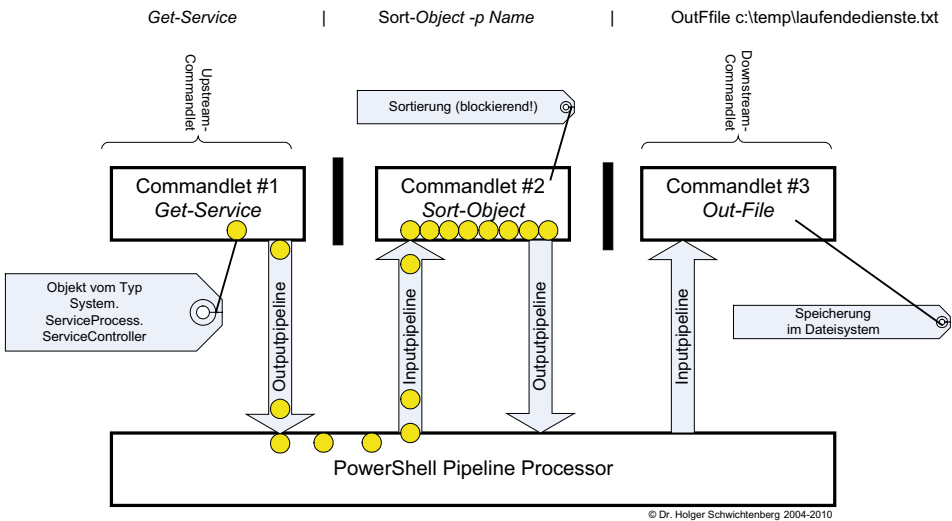 Get-Service | Sort-Object -p Name | OutFfile c:\temp\laufendedienste.txt
Upstream-
Commandlet
Sortierung (blockierend!)
Downstream-
Commandlet
Commandlet #1
Get-Service
Commandlet #2
Sort-Object
Commandlet #3
Out-File
Objekt vom Typ
System.
ServiceProcess.
ServiceController
Outputpipeline
Inputpipeline
Outputpipeline
Inputpipeline
Speicherung
im Dateisystem
PowerShell Pipeline Processor
© Dr. Holger Schwichtenberg 2004-2010